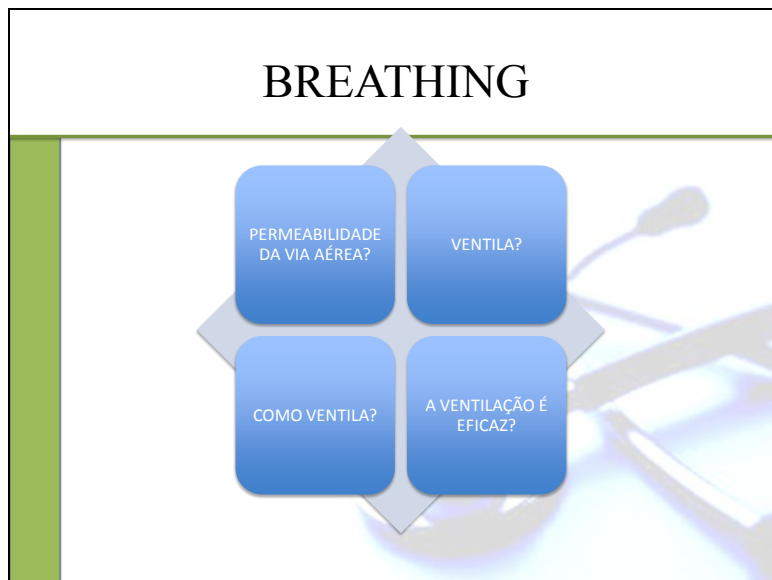 BREATHING
PERMEABILIDADE
DA VIA AÉREA?
VENTILA?
COMO VENTILA?
A VENTILAÇÃO É
EFICAZ?